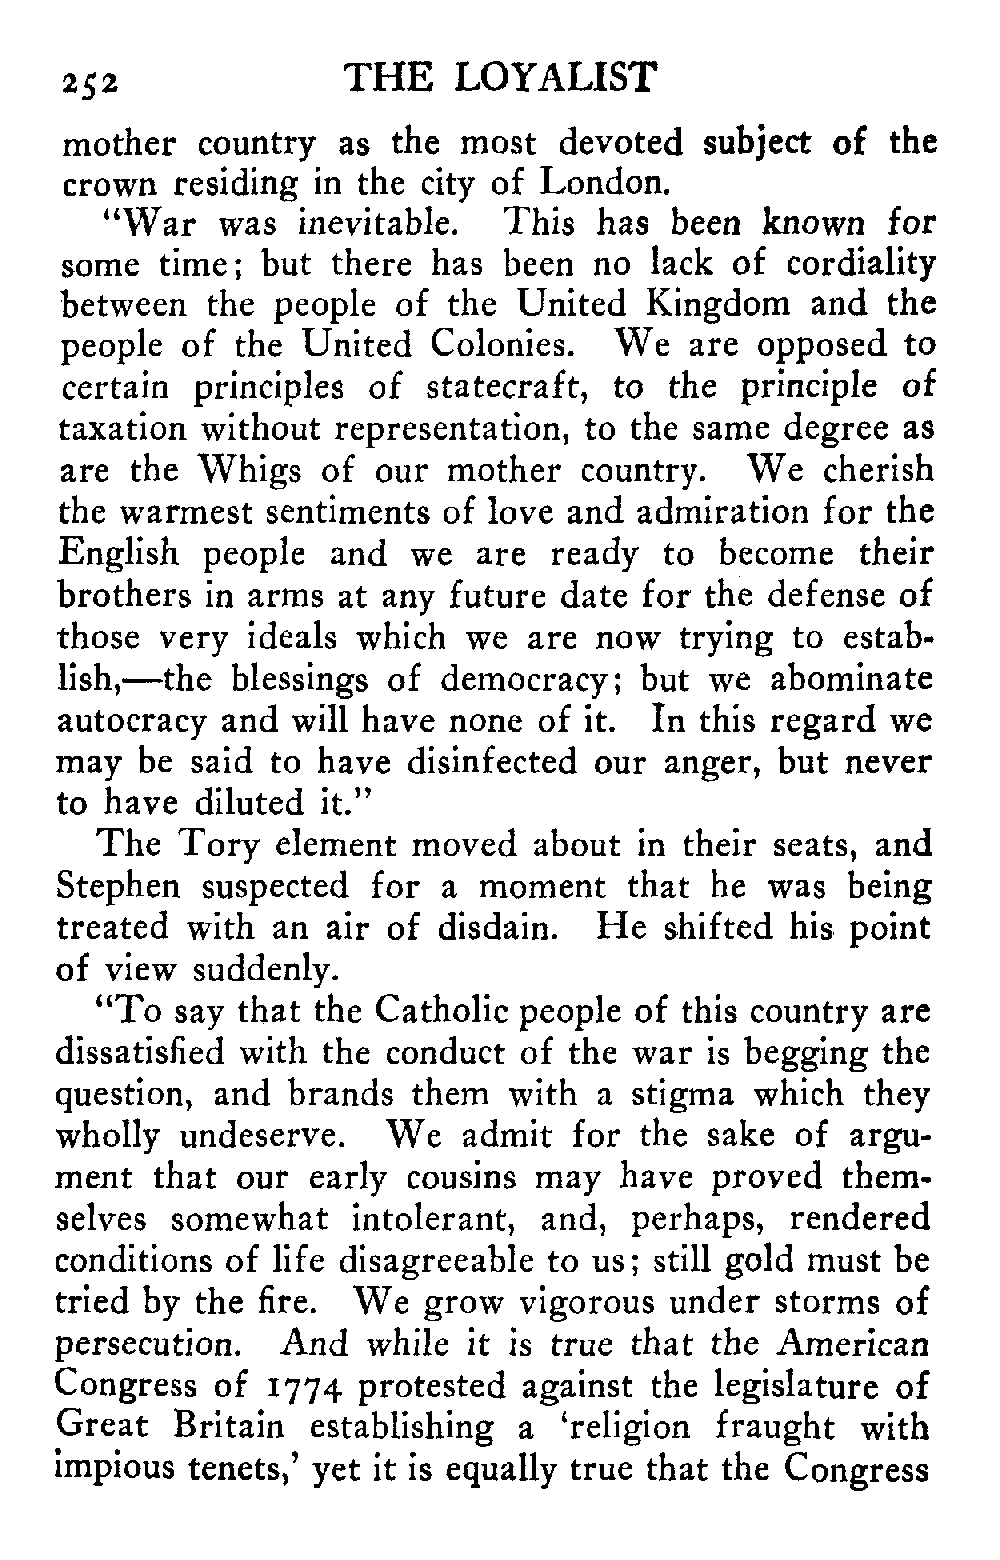 252 THE LOYALIST
mother country as the most devoted subject of the
crown residing in the city of London.
"War was inevitable. This has been known for
some time; but there has been no lack of cordiality
between the people of the United Kingdom and the
people of the United Colonies. We are opposed to
certain principles of statecraft, to the principle of
taxation without representation, to the same degree as
are the Whigs of our mother country. We cherish
the warmest sentiments of love and admiration for the
English people and we are ready to become their
brothers in arms at any future date for the defense of
those very ideals which we are now trying to estab-
lish,—the blessings of democracy; but we abominate
autocracy and will have none of it. In this regard we
may be said to have disinfected our anger, but never
to have diluted it."
The Tory element moved about in their seats, and
Stephen suspected for a moment that he was being
treated with an air of disdain. He shifted his point
of view suddenly.
"To say that the Catholic people of this country are
dissatisfied with the conduct of the war is begging the
question, and brands them with a stigma which they
wholly undeserve. We admit for the sake of argu-
ment that our early cousins may have proved them-
selves somewhat intolerant, and, perhaps, rendered
conditions of life disagreeable to us; still gold must be
tried by the fire. We grow vigorous under storms of
persecution. And while it is true that the American
Congress of 1774 protested against the legislature of
Great Britain establishing a 'religion fraught with
impious tenets,' yet it is equally true that the Congress